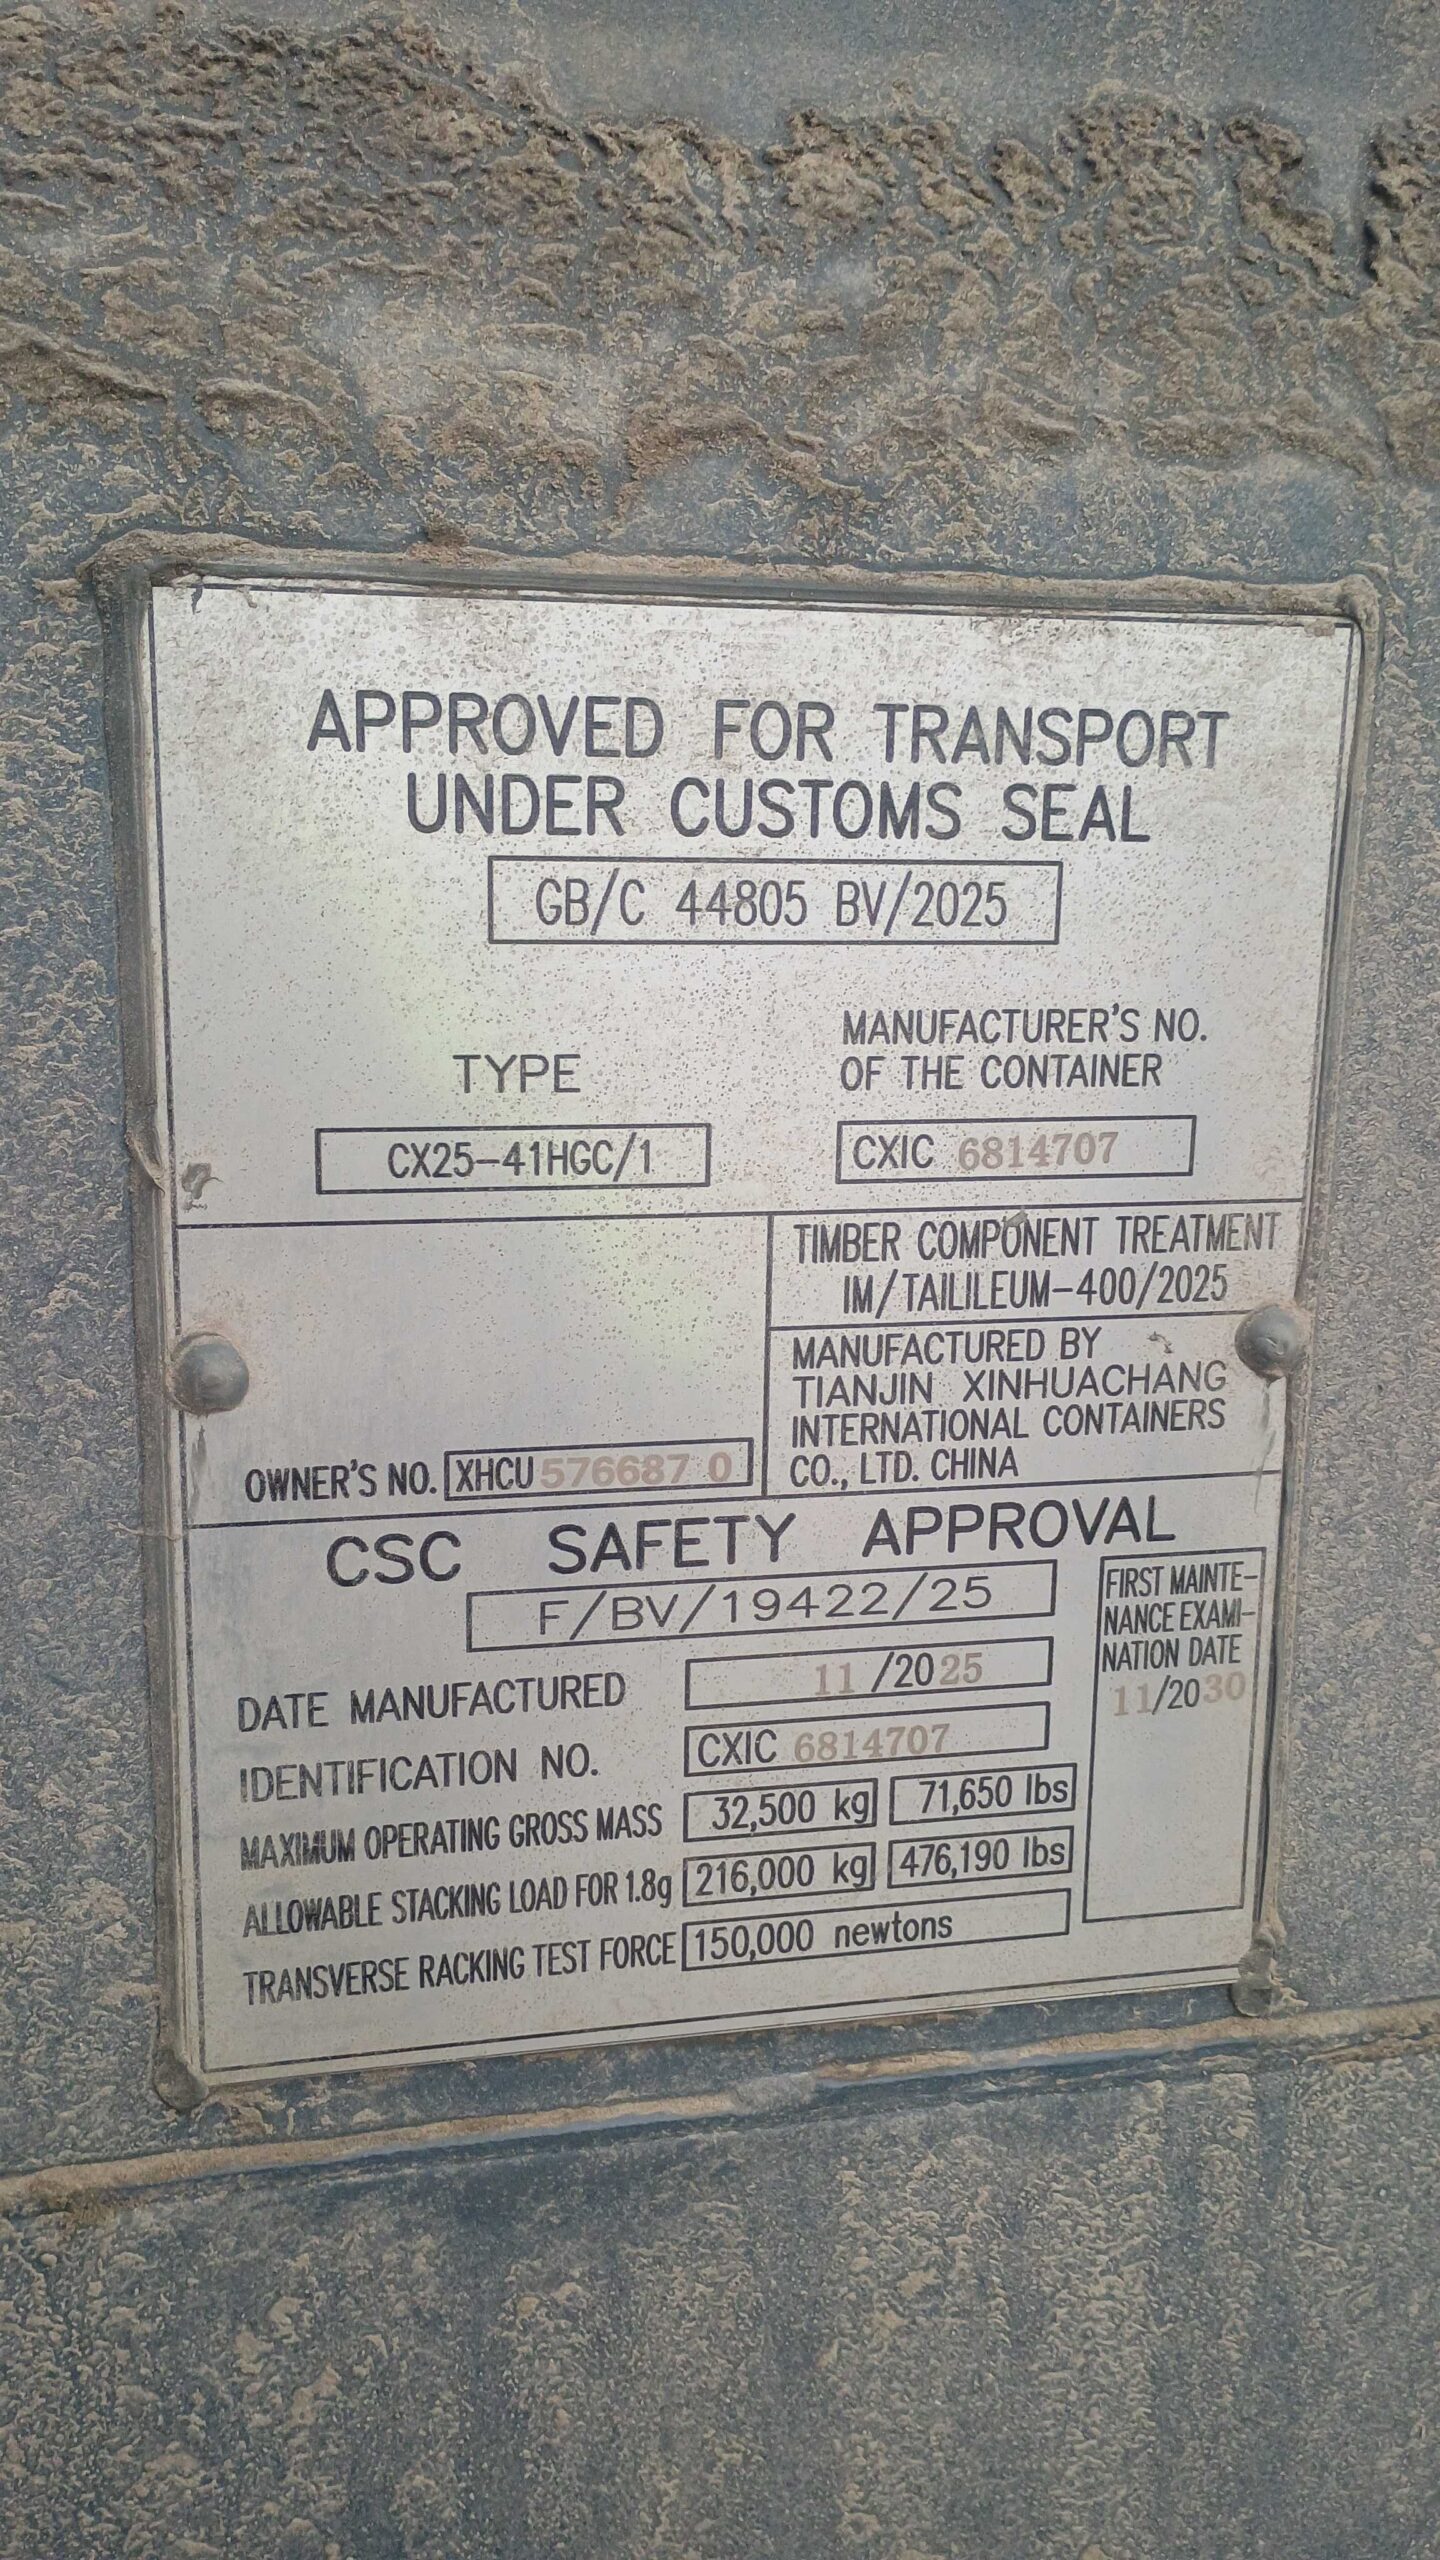 APPROVED FOR TRANSPORT
UNDER CUSTOMS SEAL
GB/C 44805 BV/2025
TYPE
CX25-41HGC/1
MANUFACTURER'S NO.
OF THE CONTAINER
CXIC 6814707
TIMBER COMPONENT TREATMENT
IM/TAILILEUM-400/2025
MANUFACTURED BY
TIANJIN XINHUACHANG
INTERNATIONAL CONTAINERS
CO., LTD. CHINA
OWNER'S NO. XHCU 576687 0
CSC SAFETY APPROVAL
F/BV/19422/25
FIRST MAINTE-
NANCE EXAMI-
NATION DATE
11/2030
DATE MANUFACTURED 11/2025
IDENTIFICATION NO. CXIC 6814707
MAXIMUM OPERATING GROSS MASS 32,500 kg 71,650 lbs
ALLOWABLE STACKING LOAD FOR 1.8g 216,000 kg 476,190 lbs
TRANSVERSE RACKING TEST FORCE 150,000 newtons